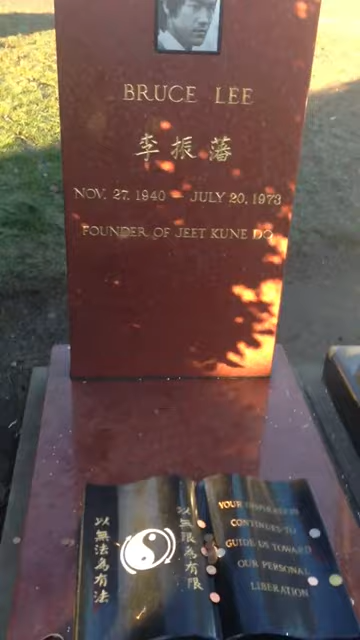 BRUCE LEE
李振藩
NOV. 27, 1940 — JULY 20, 1973
FOUNDER OF JEET KUNE DO
以無法為有法
以無限為有限
YOUR INSPIRATION
CONTINUES TO
GUIDE US TOWARD
OUR PERSONAL
LIBERATION